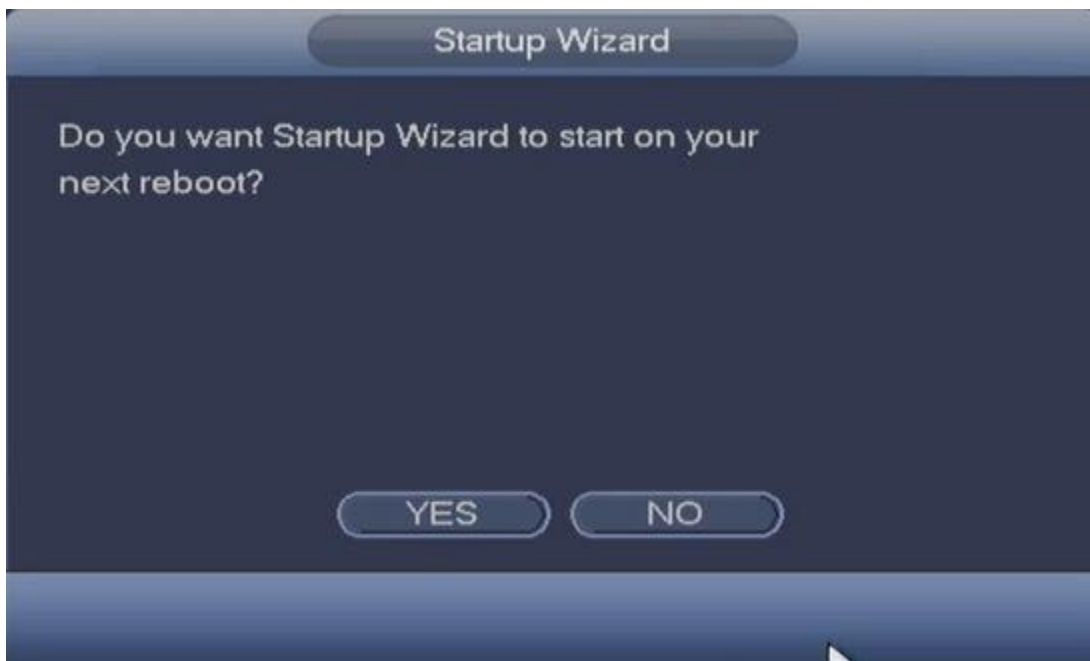 Startup Wizard
Do you want Startup Wizard to start on your
next reboot?
YES
NO